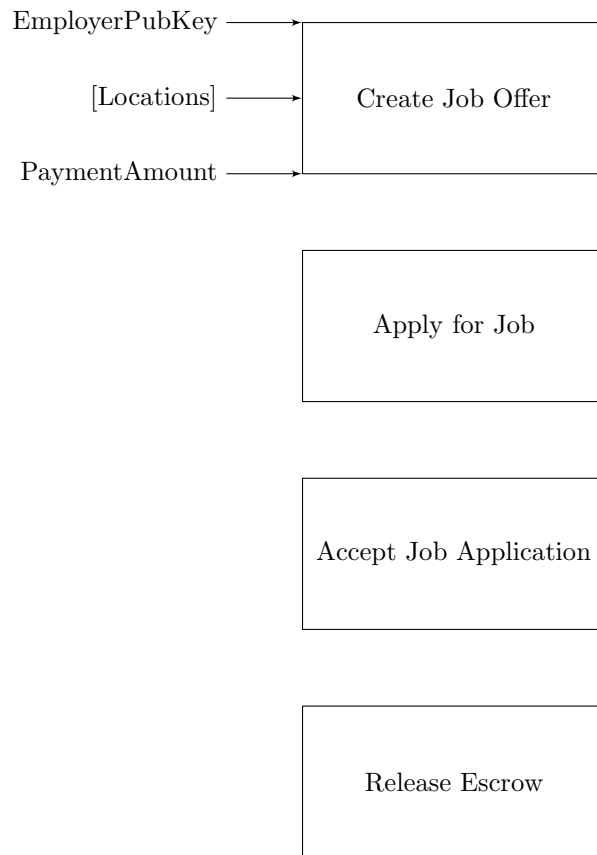 EmployerPubKey
[Locations]
Create Job Offer
PaymentAmount
Apply for Job
Accept Job Application
Release Escrow